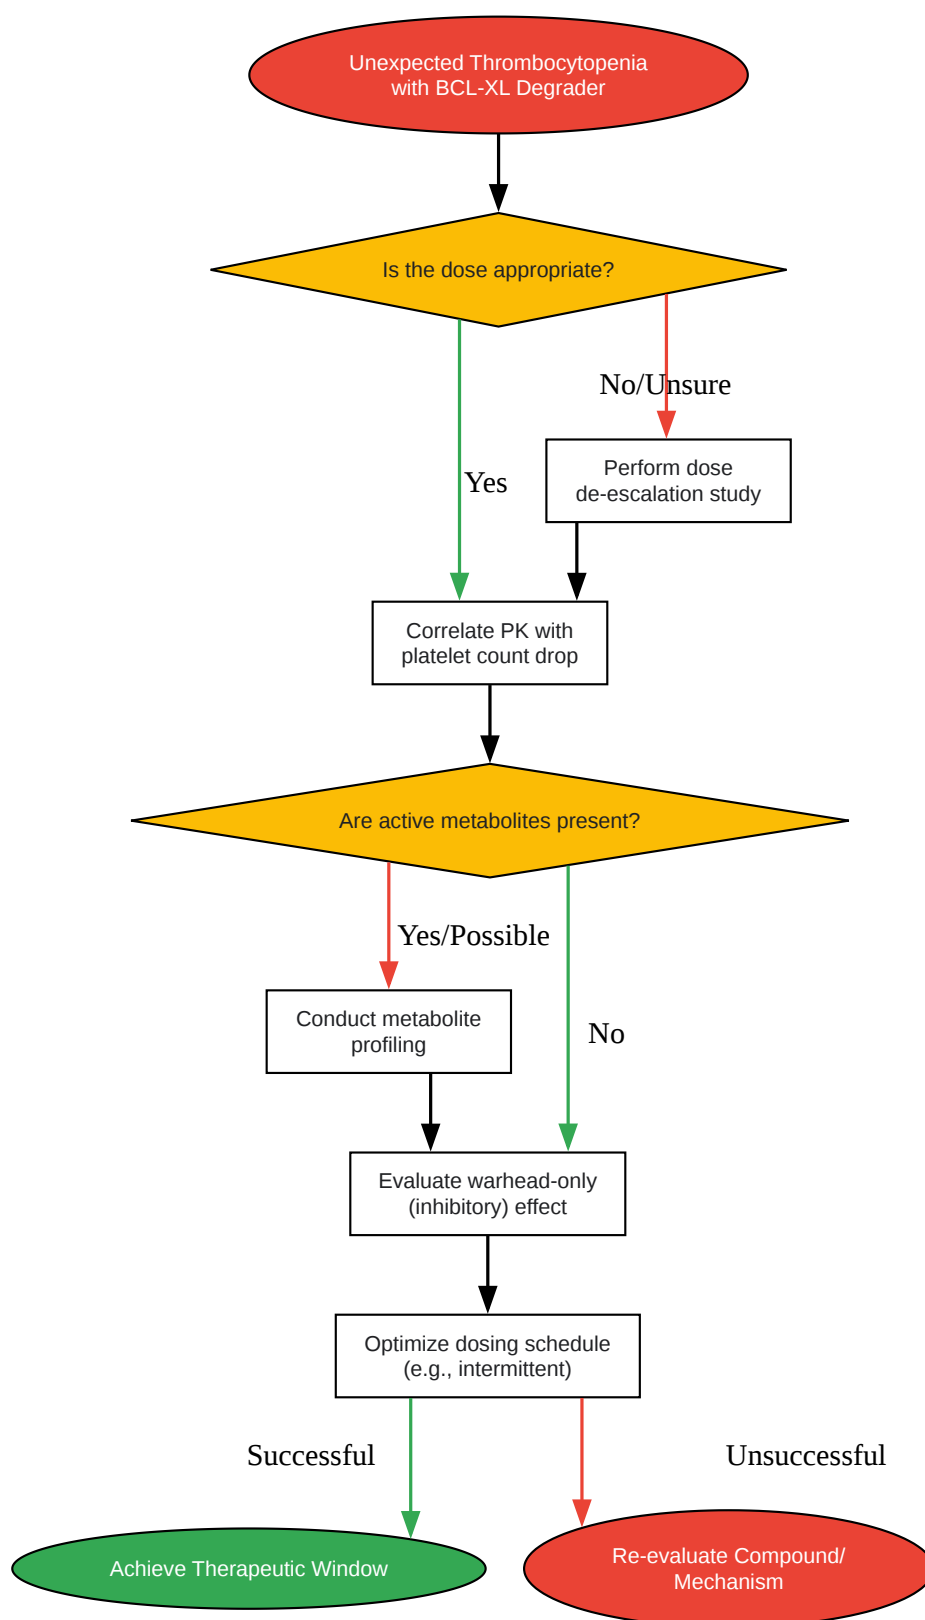 Unexpected Thrombocytopenia
with BCL-XL Degrader
Is the dose appropriate?
No/Unsure
Yes
Perform dose
de-escalation study
Correlate PK with
platelet count drop
Are active metabolites present?
Yes/Possible
Conduct metabolite
profiling
No
Evaluate warhead-only
(inhibitory) effect
Optimize dosing schedule
(e.g., intermittent)
Successful
Unsuccessful
Achieve Therapeutic Window
Re-evaluate Compound/
Mechanism